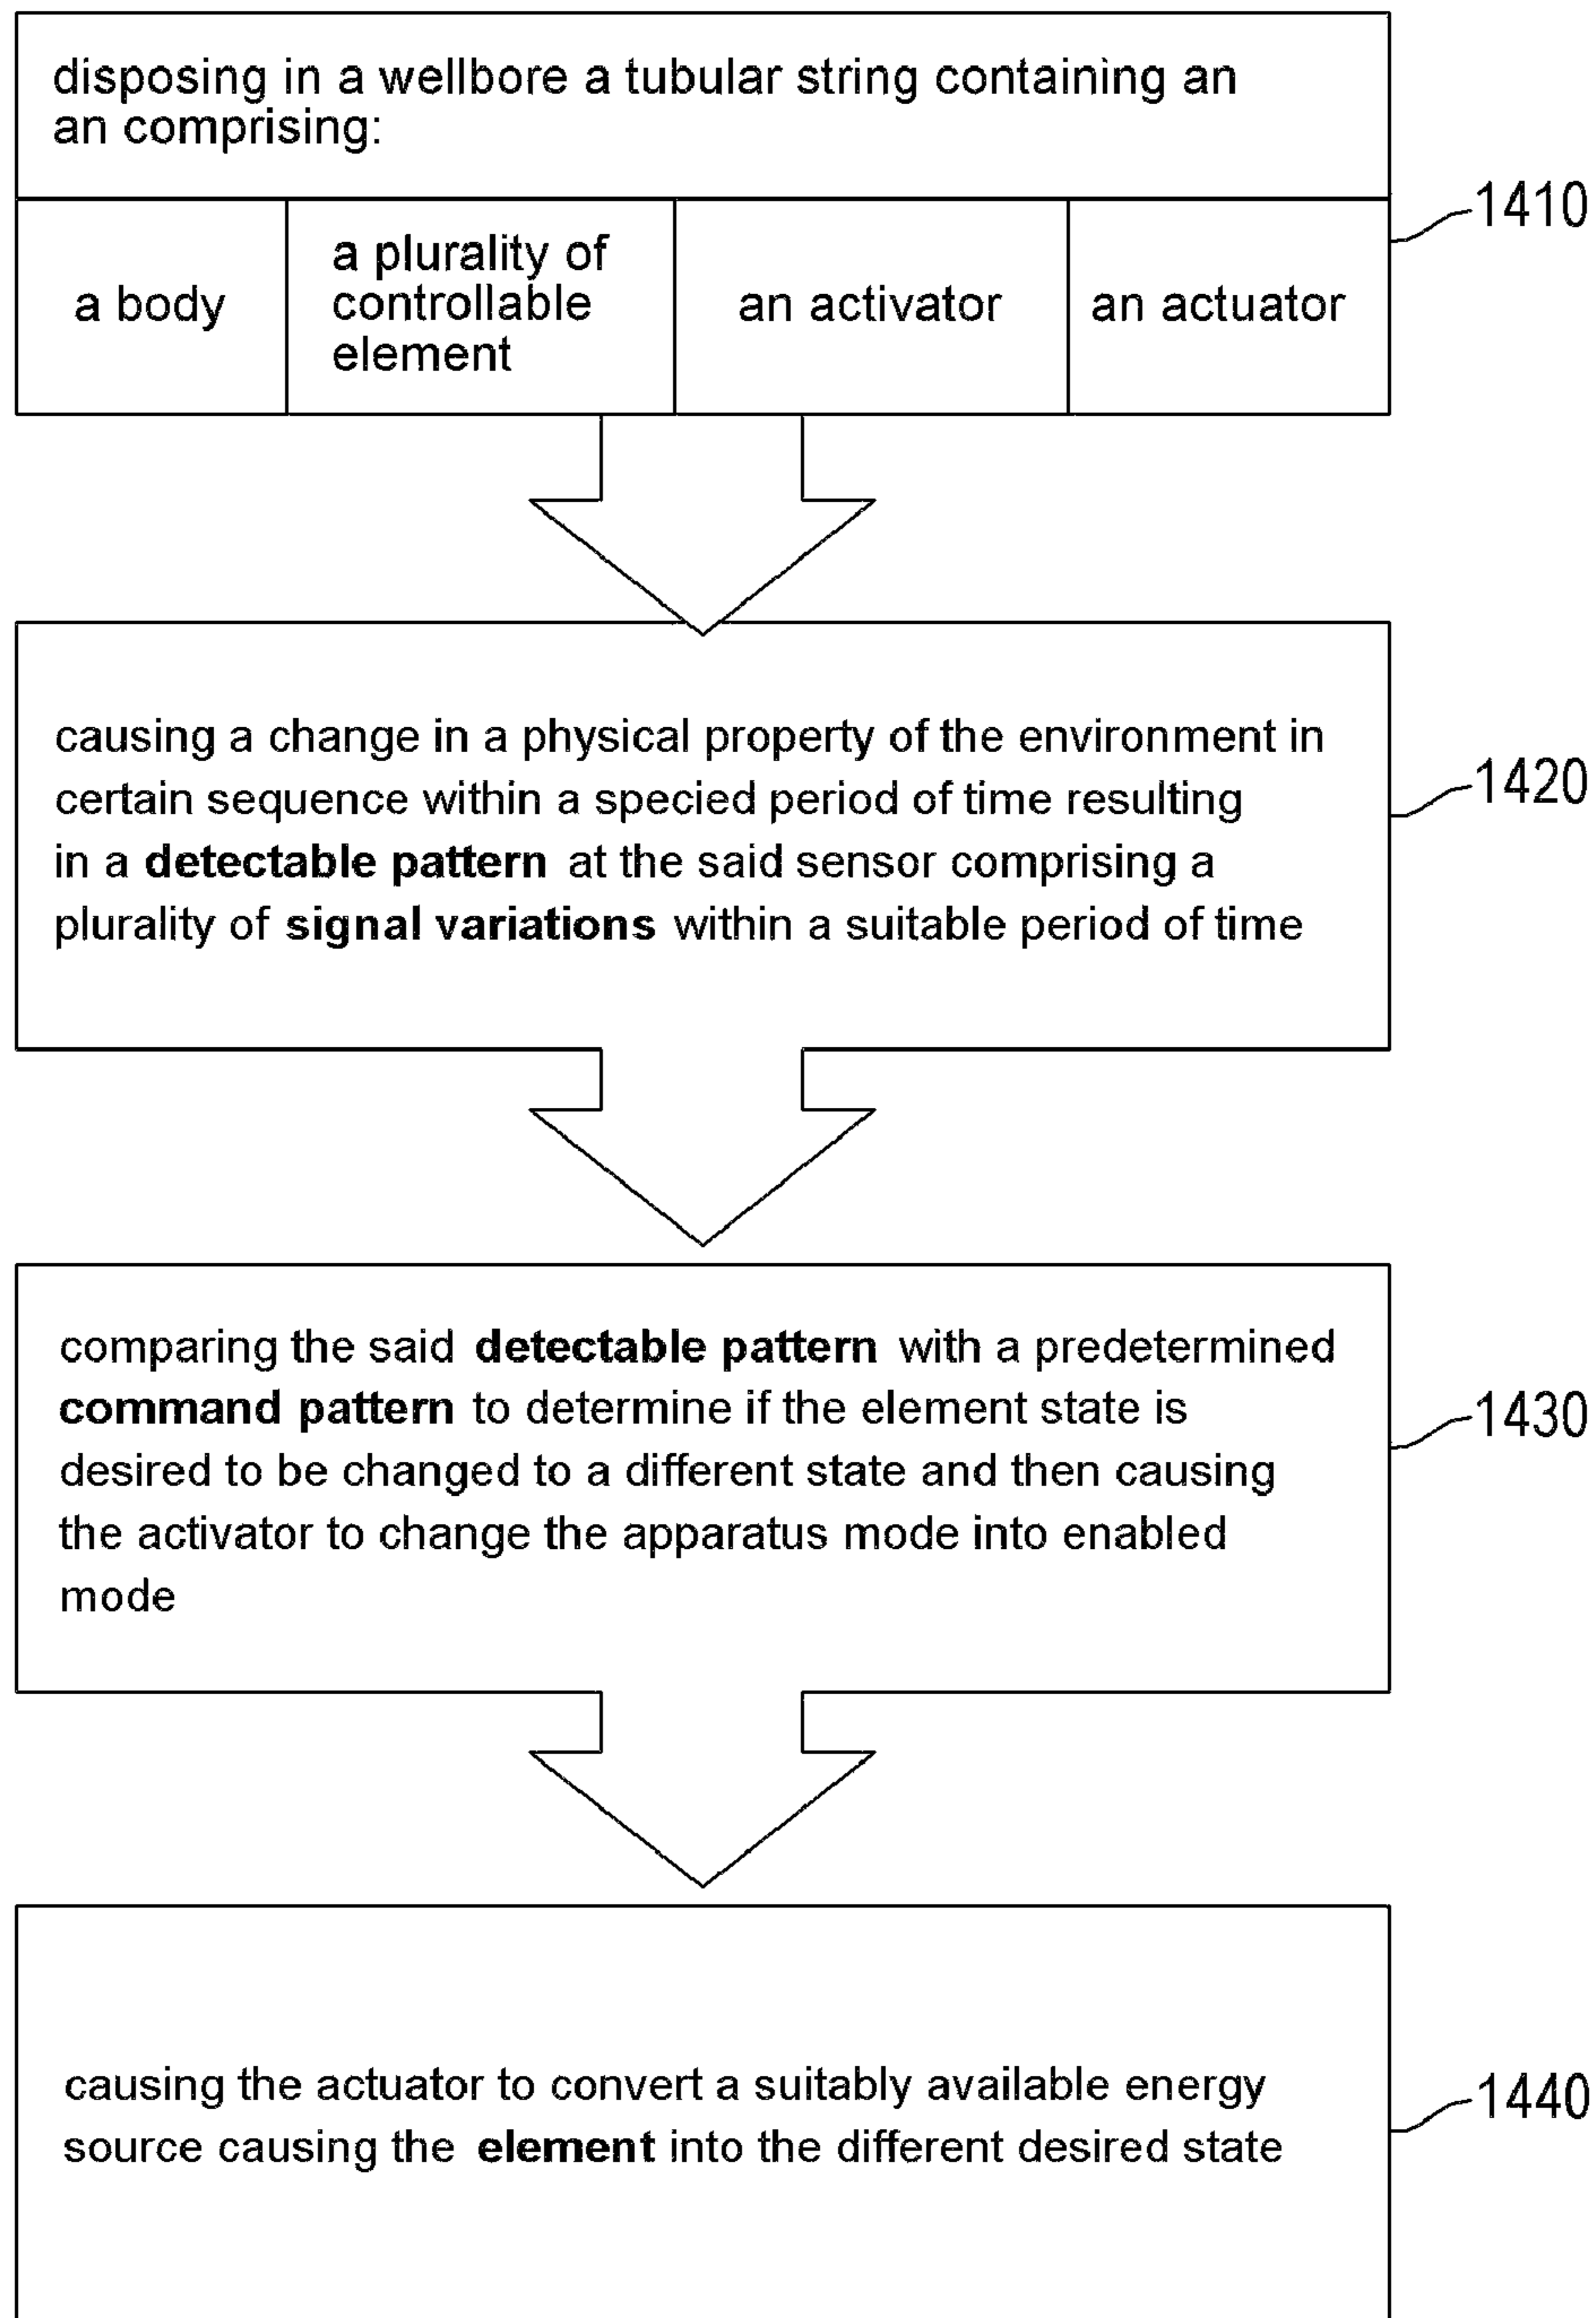 disposing in a wellbore a tubular string containing an
an comprising:
1410
a body
a plurality of
controllable
element
an activator
an actuator
causing a change in a physical property of the environment in
certain sequence within a specied period of time resulting
in a detectable pattern at the said sensor comprising a
plurality of signal variations within a suitable period of time
1420
comparing the said detectable pattern with a predetermined
command pattern to determine if the element state is
desired to be changed to a different state and then causing
the activator to change the apparatus mode into enabled
mode
1430
causing the actuator to convert a suitably available energy
source causing the element into the different desired state
1440